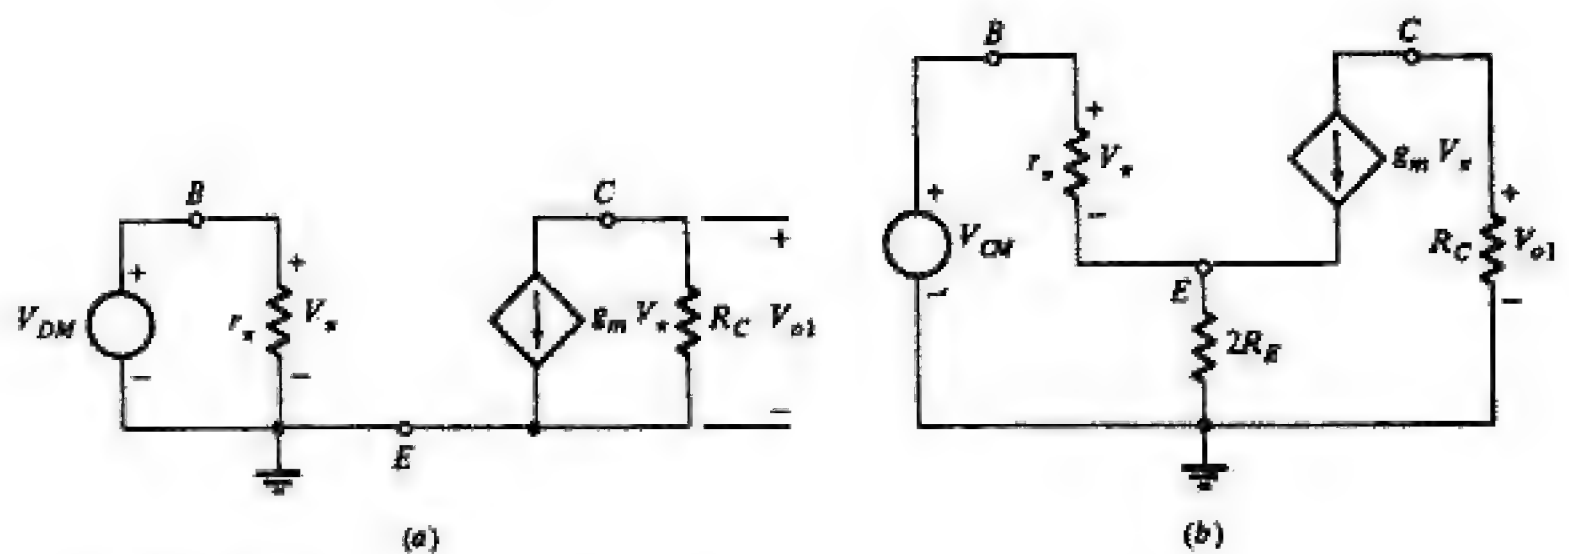 B
C
+
+
+
V_DM
r_π
V_π
g_m V_π
R_C
V_o1
−
−
−
E
(a)
B
C
+
r_π
V_π
g_m V_π
−
+
V_CM
−
E
+
R_C
V_o1
−
2R_E
(b)